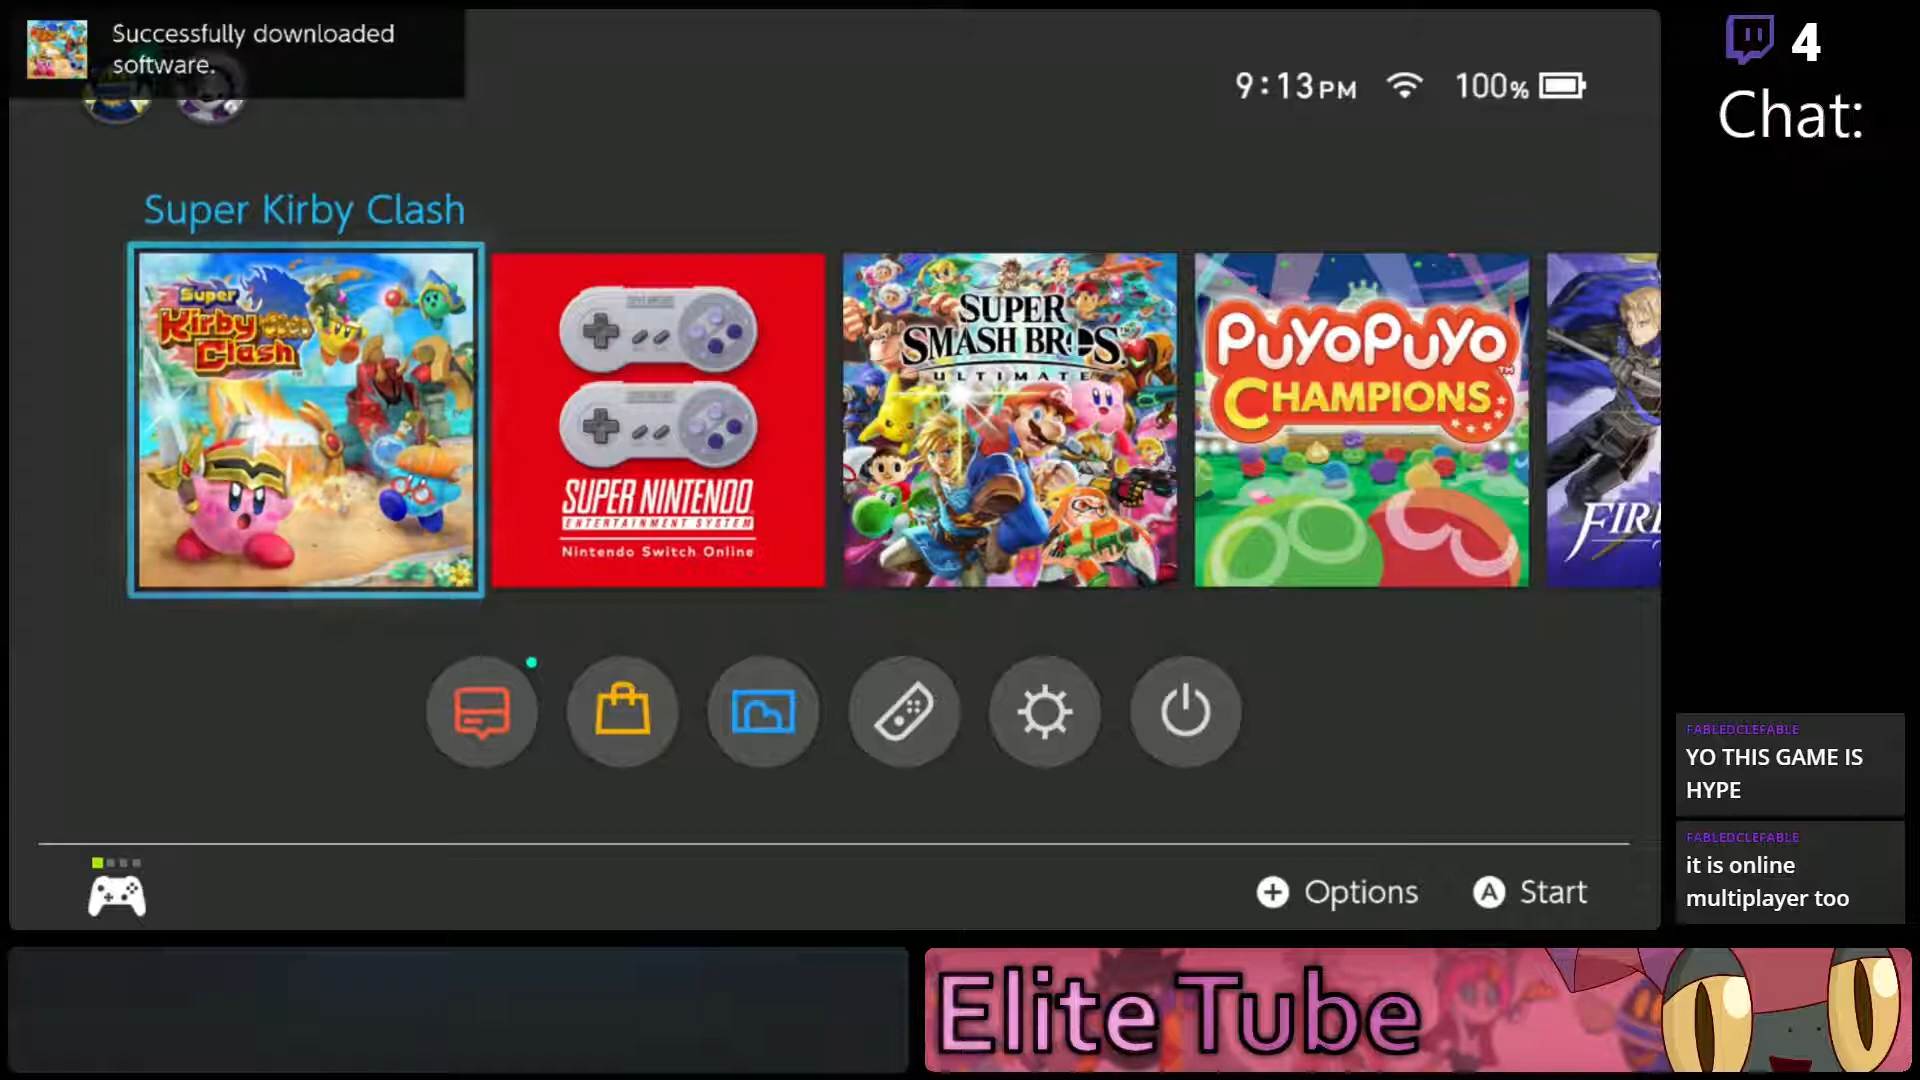 Successfully downloaded
software.
9:13PM
100%
4
Chat:
Super Kirby Clash
Super
Kirby
Clash
SUPER NINTENDO
ENTERTAINMENT SYSTEM
Nintendo Switch Online
SUPER
SMASH BROS.
ULTIMATE
PUYOPUYO
CHAMPIONS
FIRE
FABLEDCLEFABLE
YO THIS GAME IS
HYPE
FABLEDCLEFABLE
it is online
multiplayer too
+ Options
A Start
Elite Tube